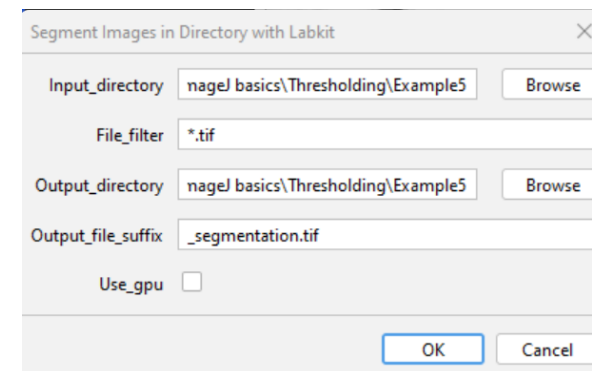 Segment Images in Directory with Labkit
Input_directory nageJ basics\Thresholding\Example5 Browse
File_filter *.tif
Output_directory nageJ basics\Thresholding\Example5 Browse
Output_file_suffix _segmentation.tif
Use_gpu
OK Cancel